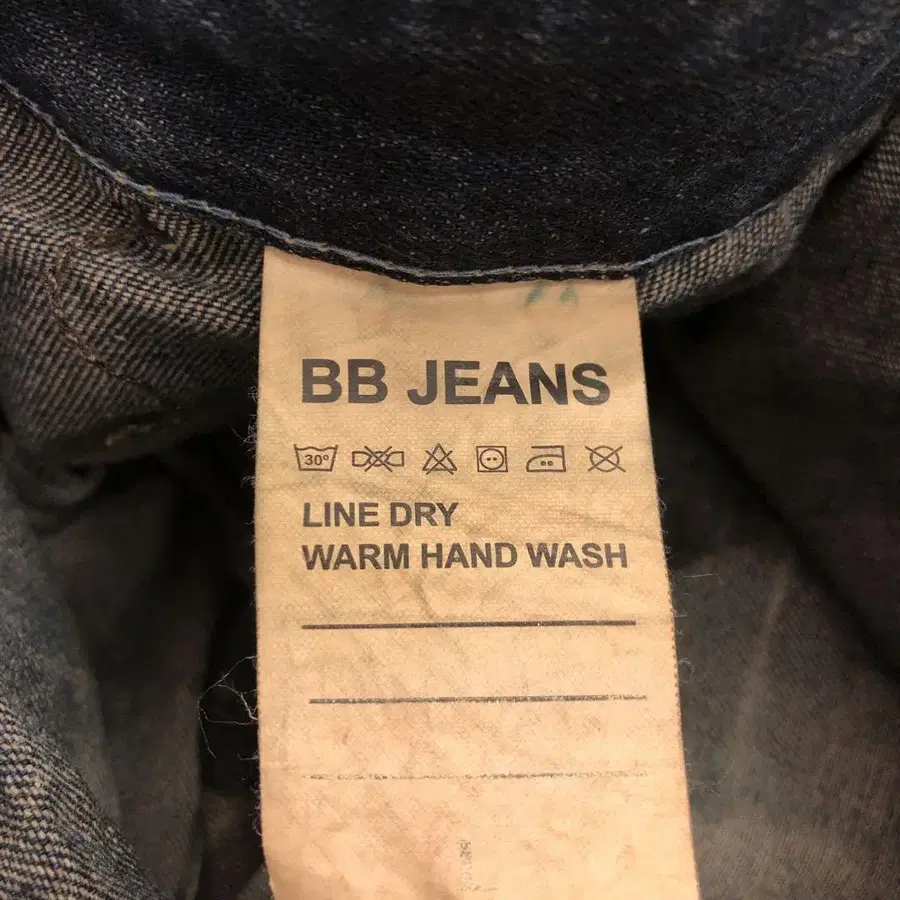 BB JEANS
30°
LINE DRY
WARM HAND WASH